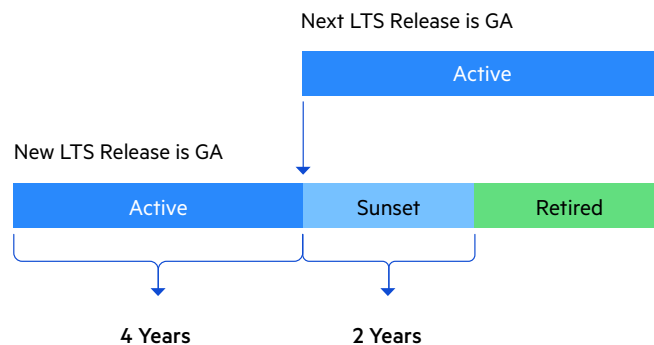 Next LTS Release is GA
Active
New LTS Release is GA
Active
Sunset
Retired
4 Years
2 Years